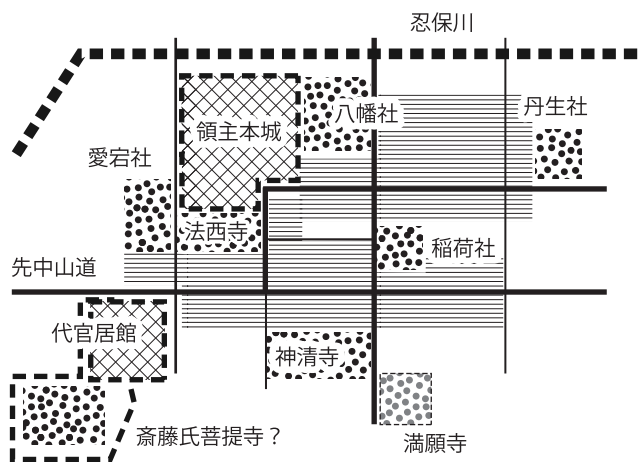 忍保川
八幡社
丹生社
領主本城
愛宕社
法西寺
稲荷社
先中山道
代官居館
神清寺
斎藤氏菩提寺？
満願寺